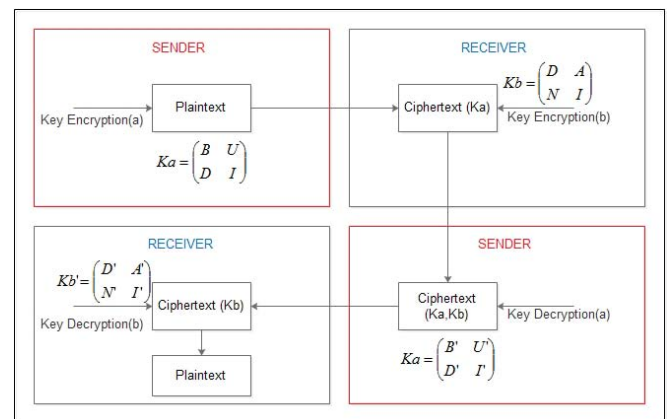 SENDER
Key Encryption(a)
Plaintext
Ka = (B U
D I)
RECEIVER
Kb = (D A
N I)
Ciphertext (Ka)
Key Encryption(b)
RECEIVER
Kb' = (D' A'
N' I')
Key Decryption(b)
Ciphertext (Kb)
Plaintext
SENDER
Ciphertext
(Ka,Kb)
Key Decryption(a)
Ka = (B' U'
D' I')